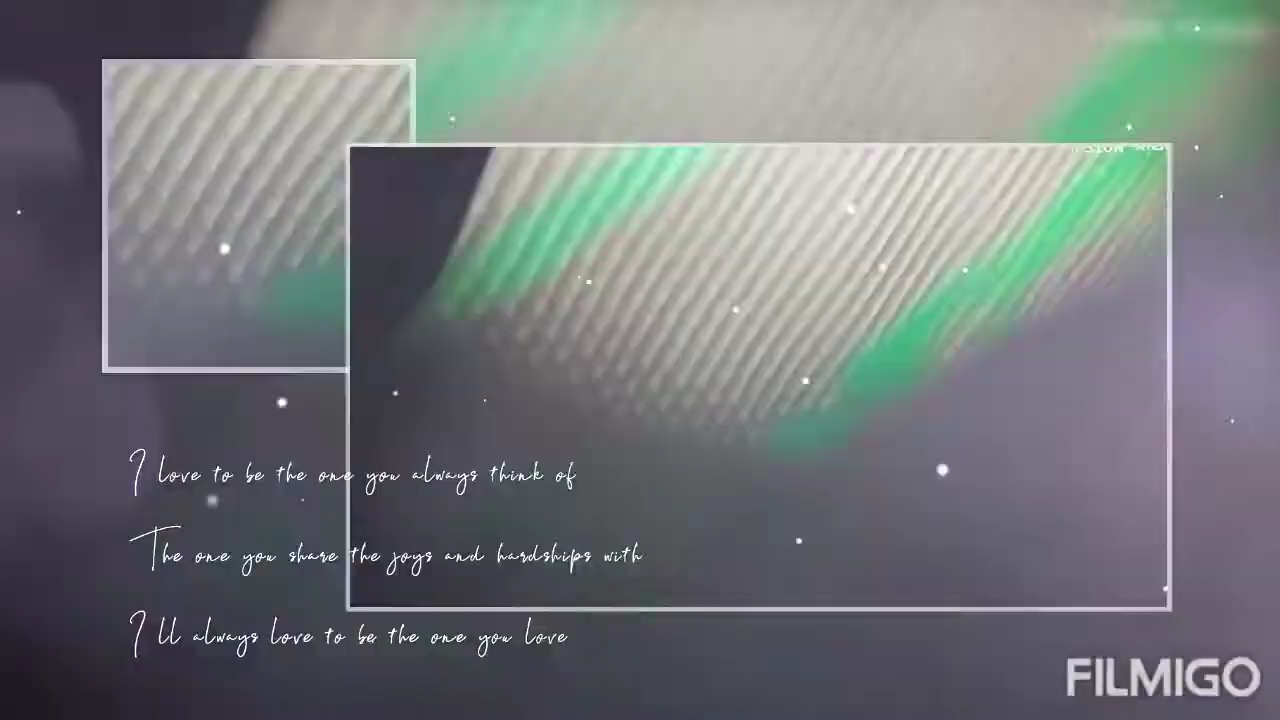 I love to be the one you always think of
The one you share the joys and hardships with
I ll always love to be the one you love
FILMIGO